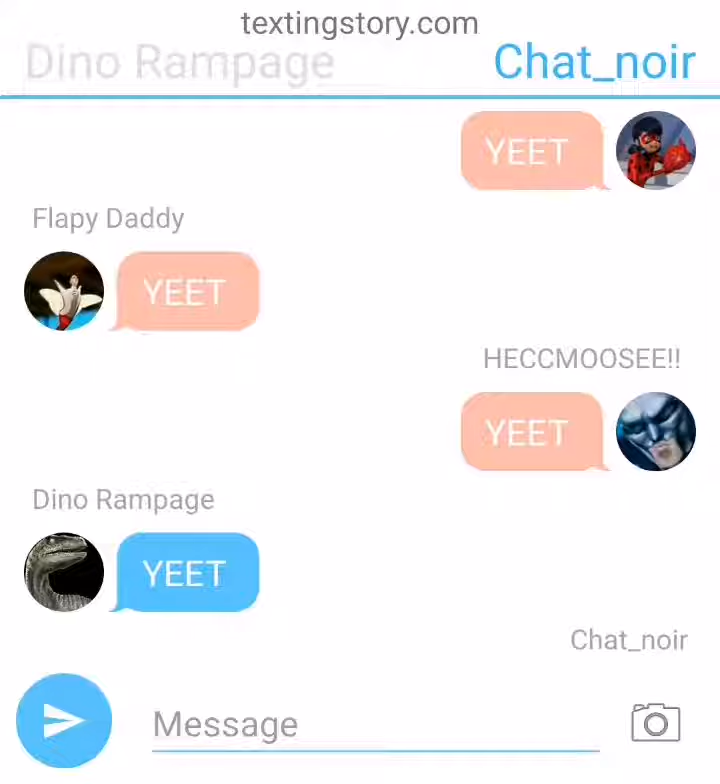 textingstory.com
Dino Rampage Chat_noir
YEET
Flapy Daddy
YEET
HECCMOOSEE!!
YEET
Dino Rampage
YEET
Chat_noir
Message